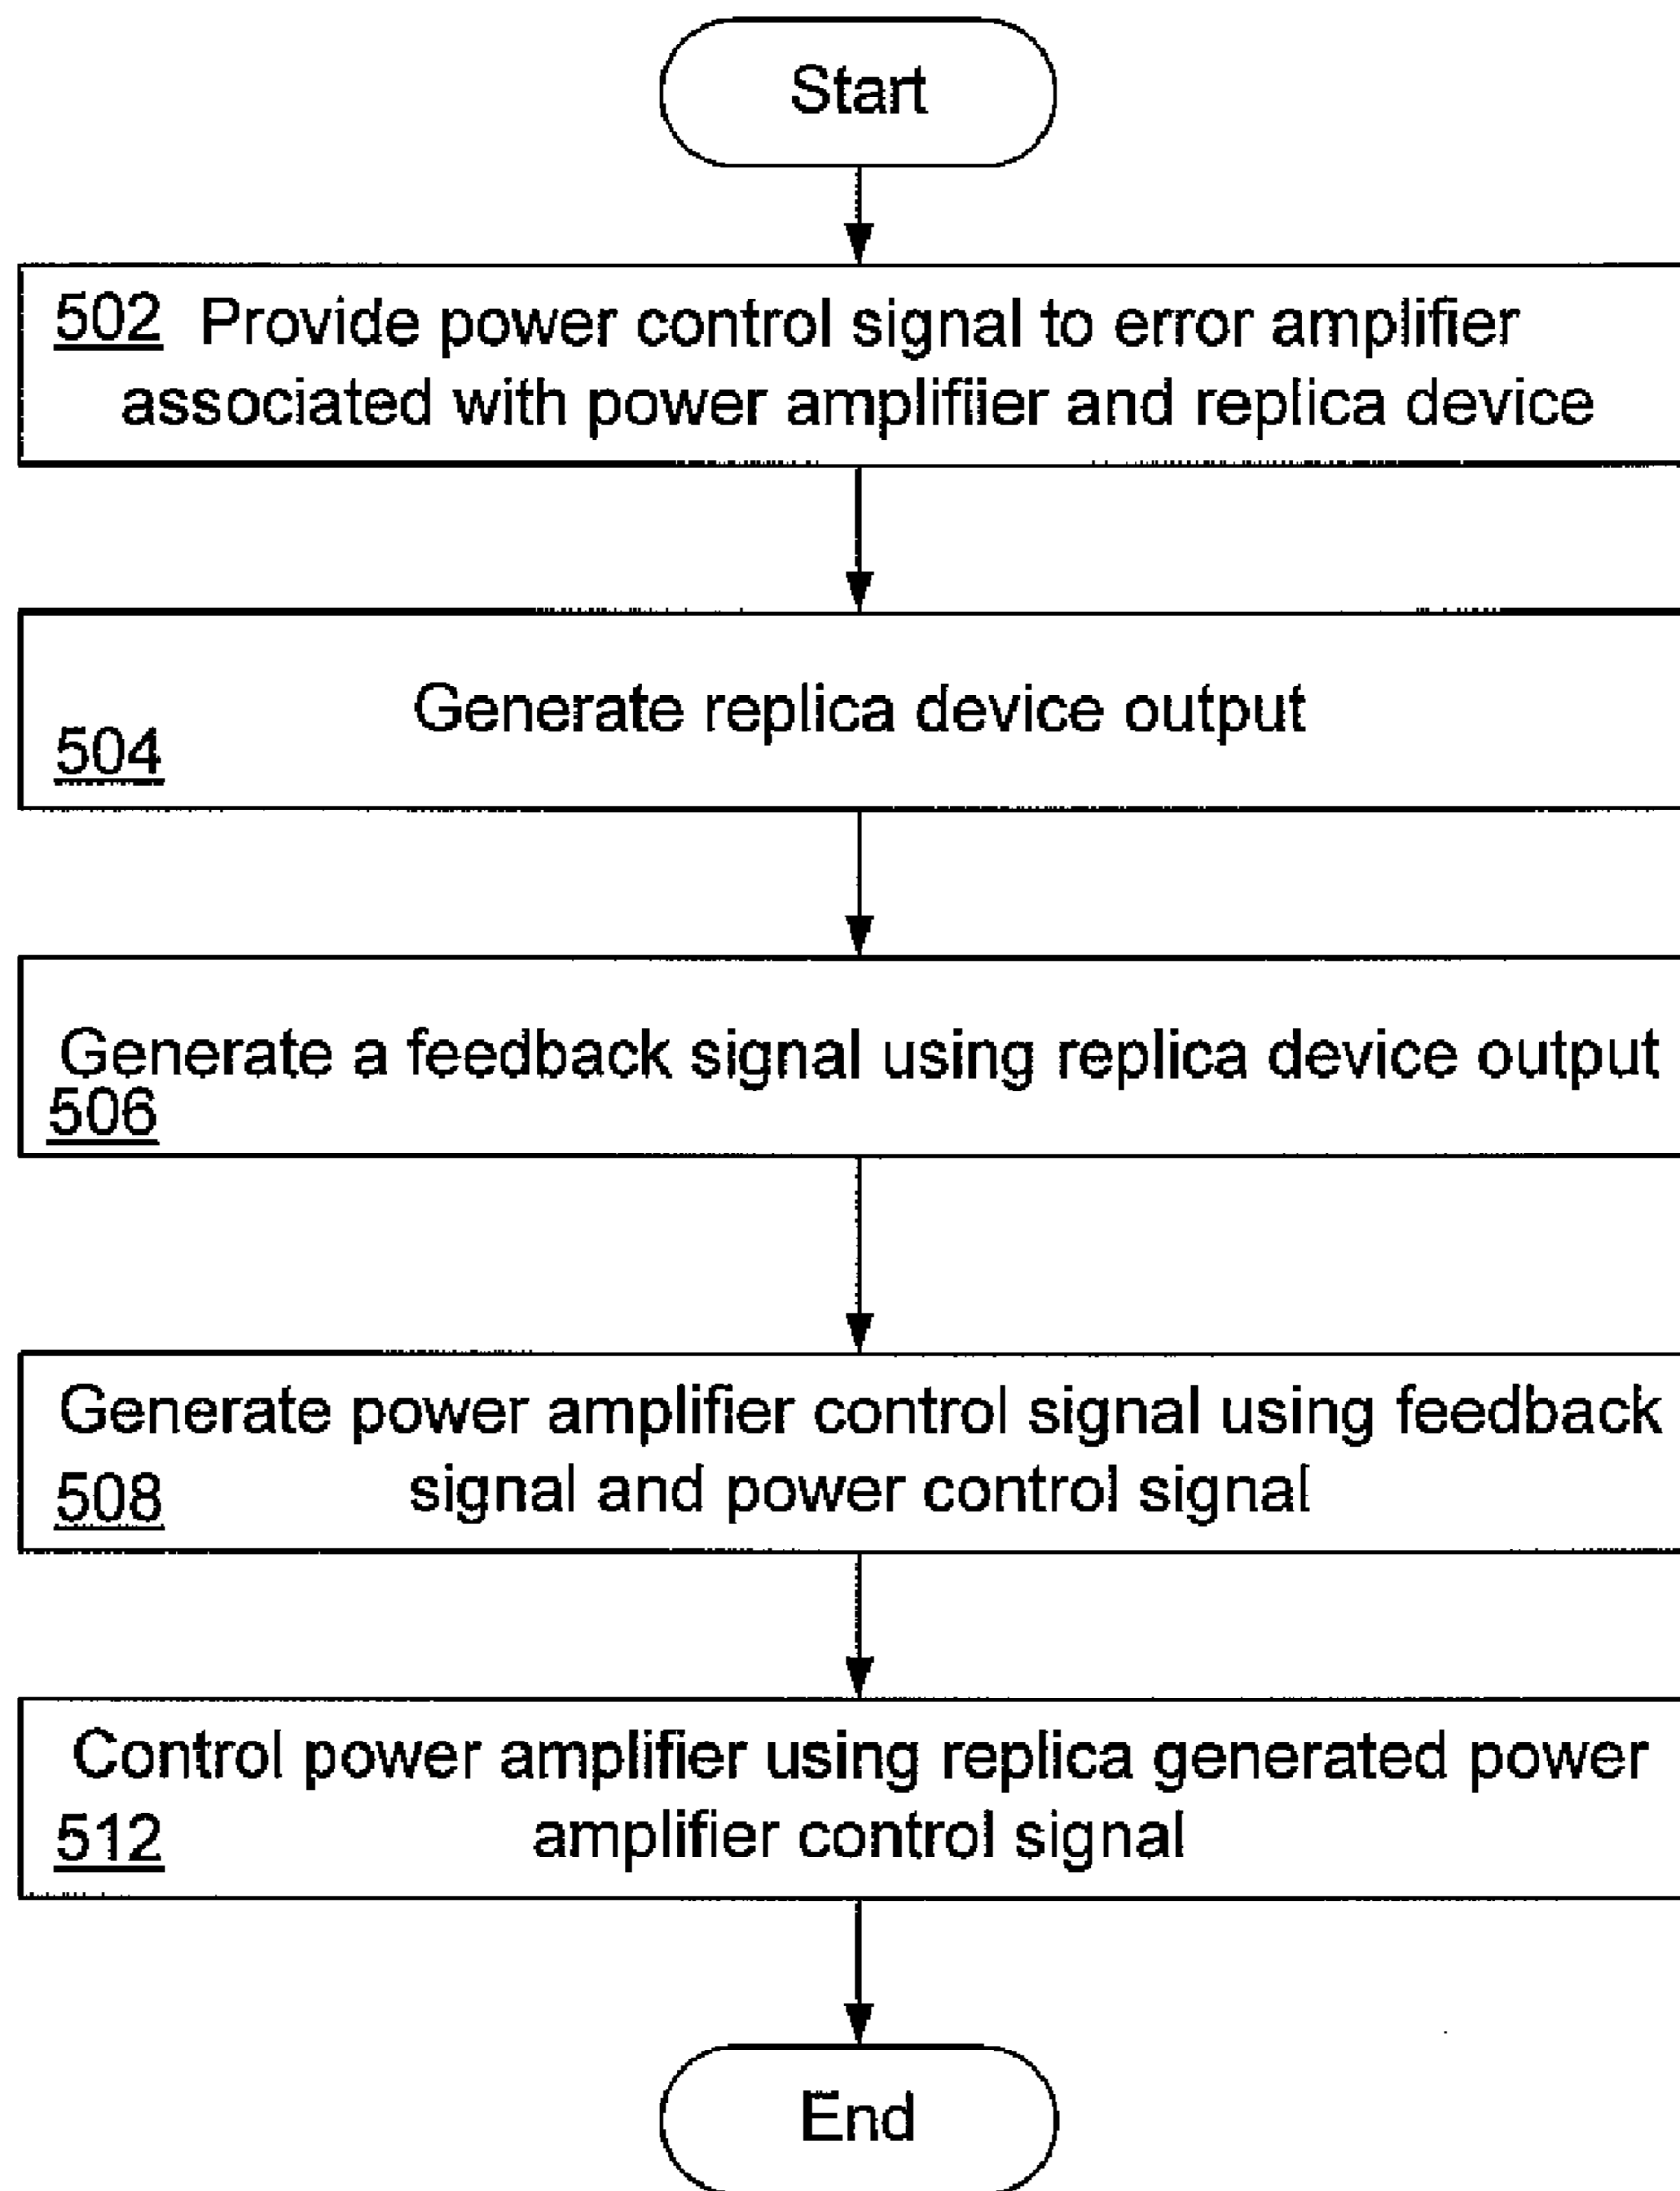 Start
502 Provide power control signal to error amplifier
associated with power amplifiier and replica device
Generate replica device output
504
Generate a feedback signal using replica device output
506
Generate power amplifier control signal using feedback
508 signal and power control signal
Control power amplifier using replica generated power
512 amplifier control signal
End